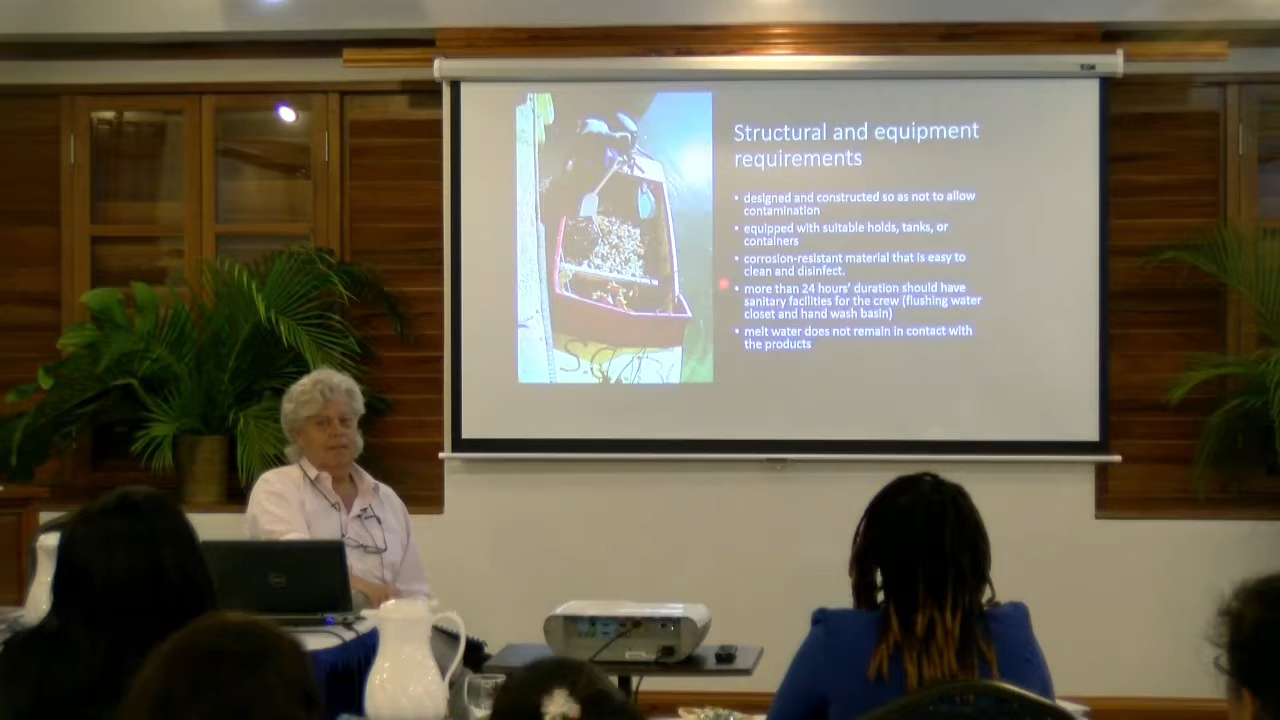 Structural and equipment
requirements
• designed and constructed so as not to allow
contamination
• equipped with suitable holds, tanks, or
containers
• corrosion-resistant material that is easy to
clean and disinfect.
• more than 24 hours' duration should have
sanitary facilities for the crew (flushing water
closet and hand wash basin)
• melt water does not remain in contact with
the products
DELL